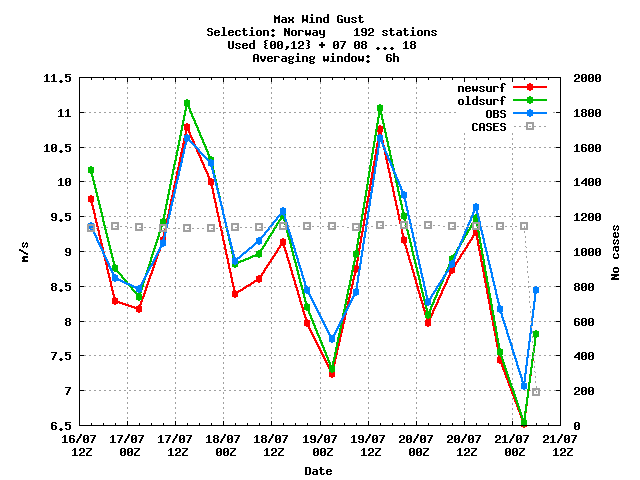 Max Wind Gust
Selection: Norway    192 stations
Used {00,12} + 07 08 ... 18
Averaging window:  6h
newsurf
oldsurf
OBS
CASES
11.5
11
10.5
10
9.5
9
8.5
8
7.5
7
6.5
m/s
2000
1800
1600
1400
1200
1000
800
600
400
200
0
No cases
16/07 17/07 17/07 18/07 18/07 19/07 19/07 20/07 20/07 21/07 21/07
12Z 00Z 12Z 00Z 12Z 00Z 12Z 00Z 12Z 00Z 12Z
Date